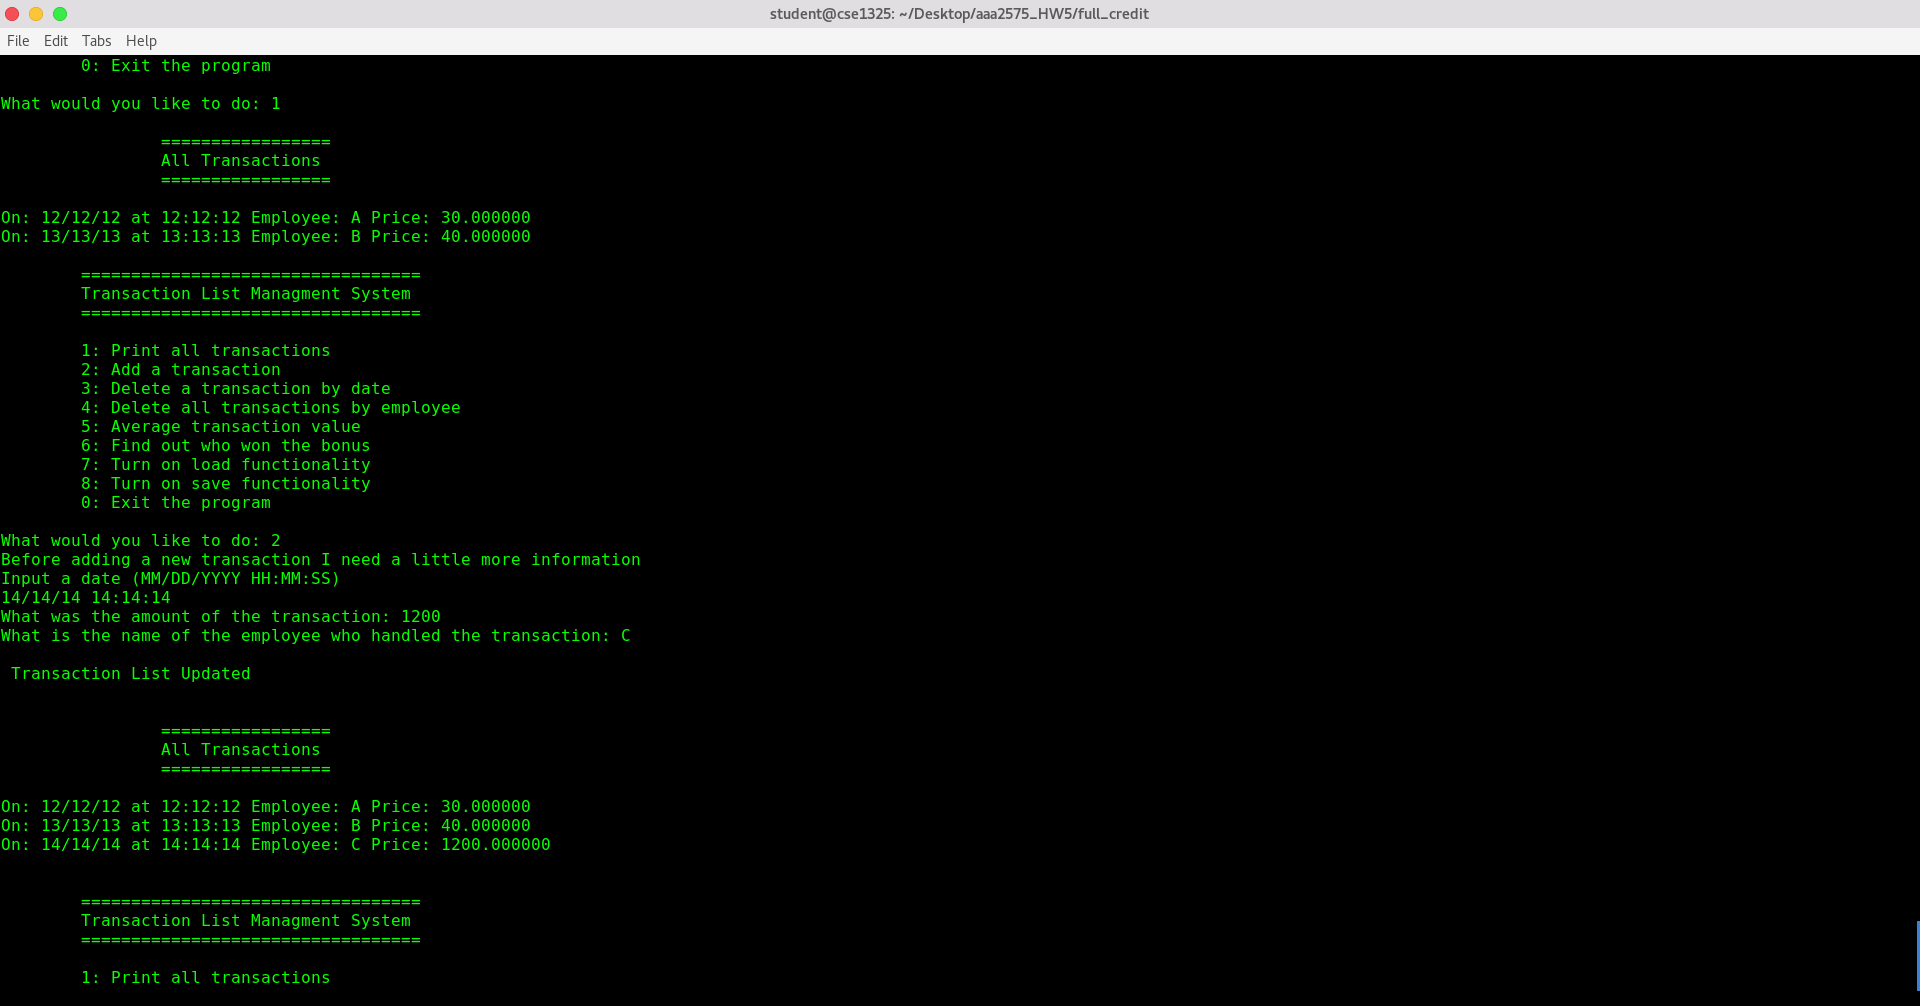 student@cse1325: ~/Desktop/aaa2575_HW5/full_credit
File Edit Tabs Help
0: Exit the program
What would you like to do: 1
=================
All Transactions
=================
On: 12/12/12 at 12:12:12 Employee: A Price: 30.000000
On: 13/13/13 at 13:13:13 Employee: B Price: 40.000000
==================================
Transaction List Managment System
==================================
1: Print all transactions
2: Add a transaction
3: Delete a transaction by date
4: Delete all transactions by employee
5: Average transaction value
6: Find out who won the bonus
7: Turn on load functionality
8: Turn on save functionality
0: Exit the program
What would you like to do: 2
Before adding a new transaction I need a little more information
Input a date (MM/DD/YYYY HH:MM:SS)
14/14/14 14:14:14
What was the amount of the transaction: 1200
What is the name of the employee who handled the transaction: C
Transaction List Updated
=================
All Transactions
=================
On: 12/12/12 at 12:12:12 Employee: A Price: 30.000000
On: 13/13/13 at 13:13:13 Employee: B Price: 40.000000
On: 14/14/14 at 14:14:14 Employee: C Price: 1200.000000
==================================
Transaction List Managment System
==================================
1: Print all transactions